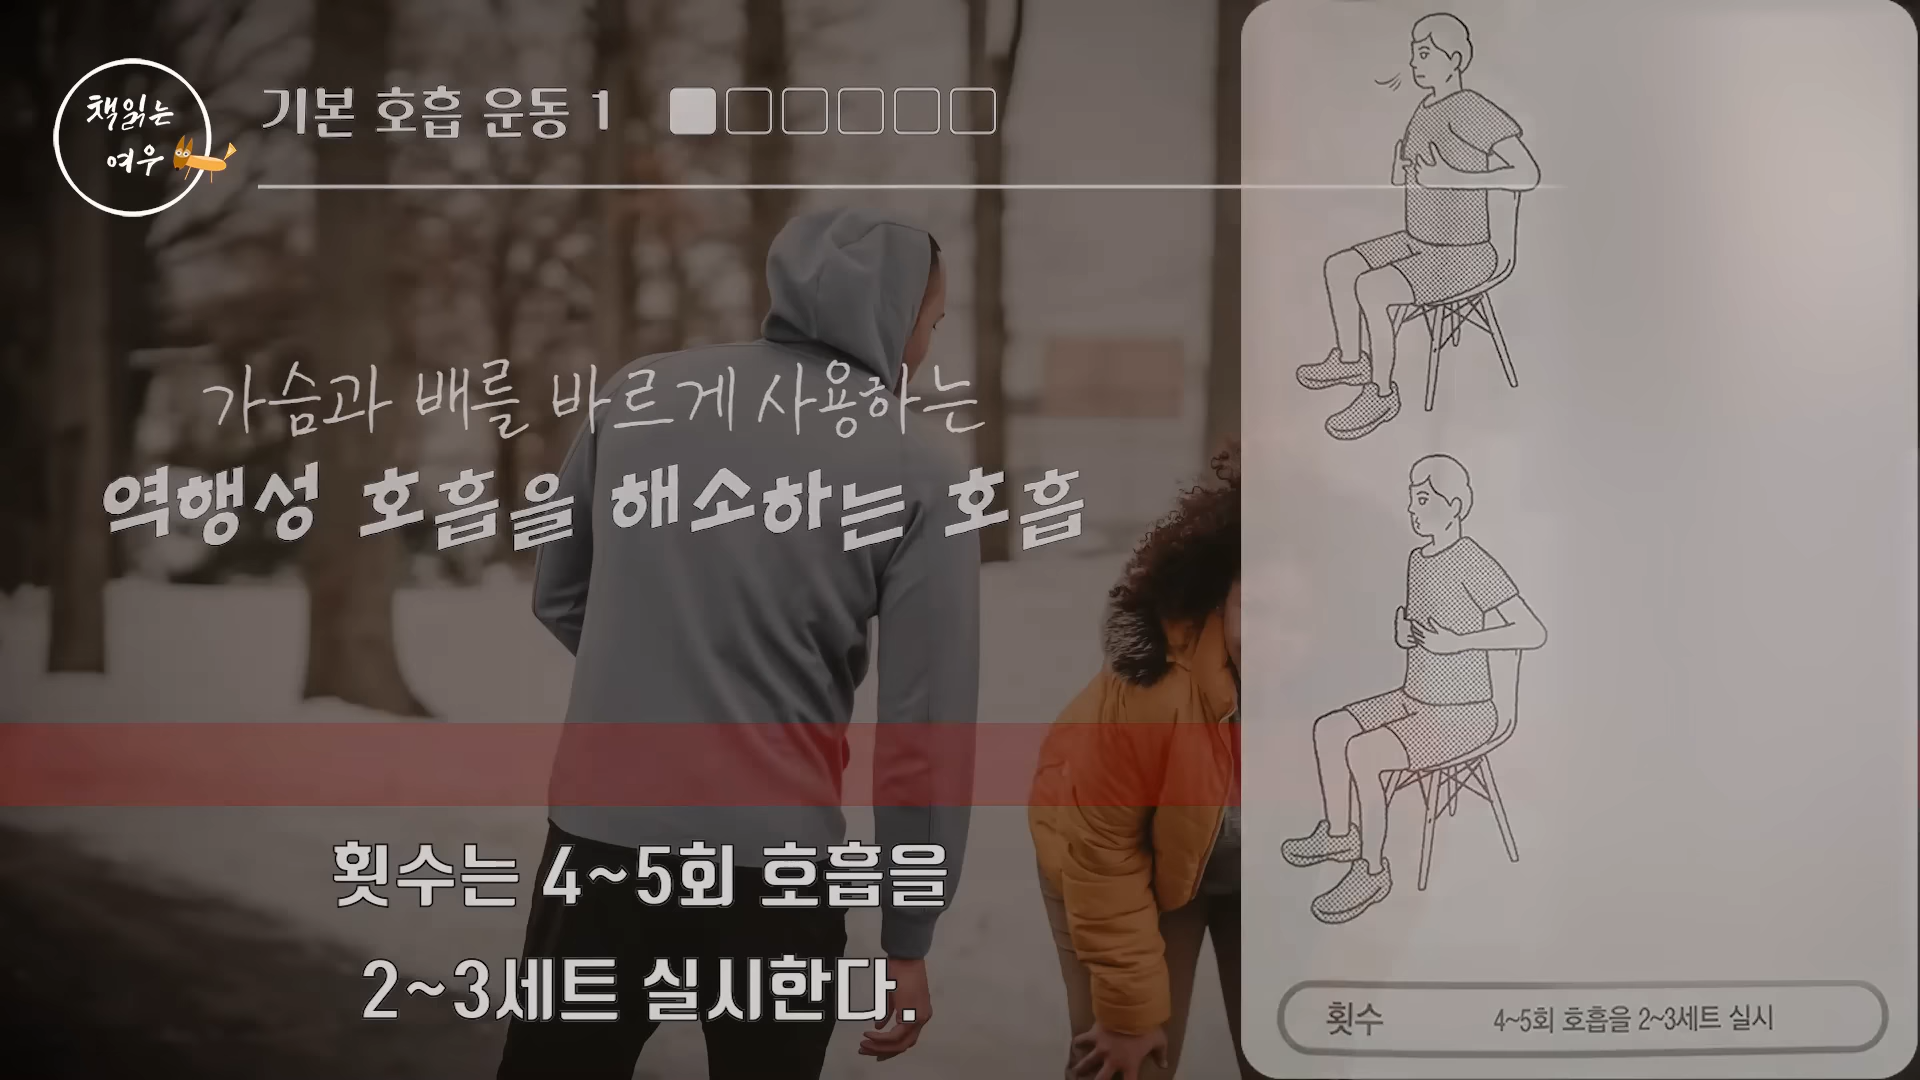 책읽는
여우
기본 호흡 운동 1
가슴과 배를 바르게 사용하는
역행성 호흡을 해소하는 호흡
횟수는 4~5회 호흡을
2~3세트 실시한다.
횟수 4~5회 호흡을 2~3세트 실시